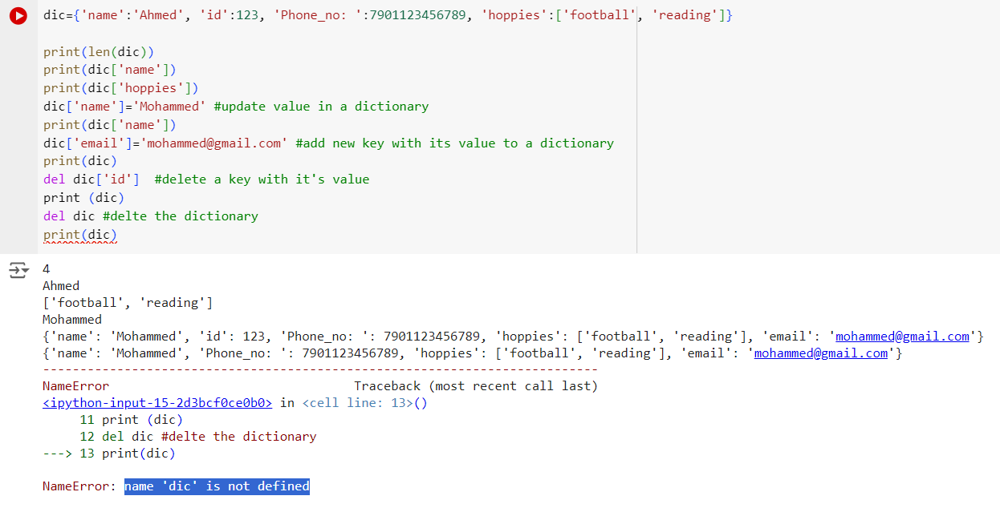 dic={'name':'Ahmed', 'id':123, 'Phone_no: ':7901123456789, 'hoppies':['football', 'reading']}
print(len(dic))
print(dic['name'])
print(dic['hoppies'])
dic['name']='Mohammed' #update value in a dictionary
print(dic['name'])
dic['email']='mohammed@gmail.com' #add new key with its value to a dictionary
print(dic)
del dic['id']  #delete a key with it's value
print (dic)
del dic #delte the dictionary
print(dic)
4
Ahmed
['football', 'reading']
Mohammed
{'name': 'Mohammed', 'id': 123, 'Phone_no: ': 7901123456789, 'hoppies': ['football', 'reading'], 'email': 'mohammed@gmail.com'}
{'name': 'Mohammed', 'Phone_no: ': 7901123456789, 'hoppies': ['football', 'reading'], 'email': 'mohammed@gmail.com'}
---------------------------------------------------------------------------
NameError                                 Traceback (most recent call last)
<ipython-input-15-2d3bcf0ce0b0> in <cell line: 13>()
     11 print (dic)
     12 del dic #delte the dictionary
---> 13 print(dic)
NameError: name 'dic' is not defined